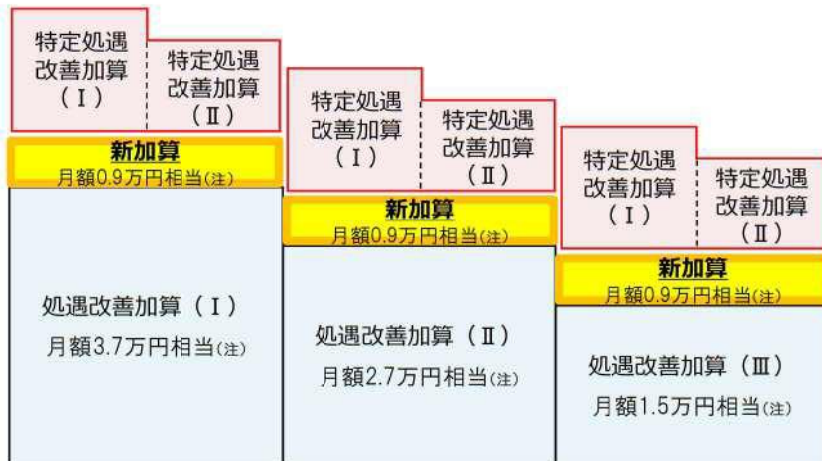 特定処遇
改善加算
（Ⅰ）
特定処遇
改善加算
（Ⅱ）
新加算
月額0.9万円相当(注)
処遇改善加算（Ⅰ）
月額3.7万円相当(注)
特定処遇
改善加算
（Ⅰ）
特定処遇
改善加算
（Ⅱ）
新加算
月額0.9万円相当(注)
処遇改善加算（Ⅱ）
月額2.7万円相当(注)
特定処遇
改善加算
（Ⅰ）
特定処遇
改善加算
（Ⅱ）
新加算
月額0.9万円相当(注)
処遇改善加算（Ⅲ）
月額1.5万円相当(注)